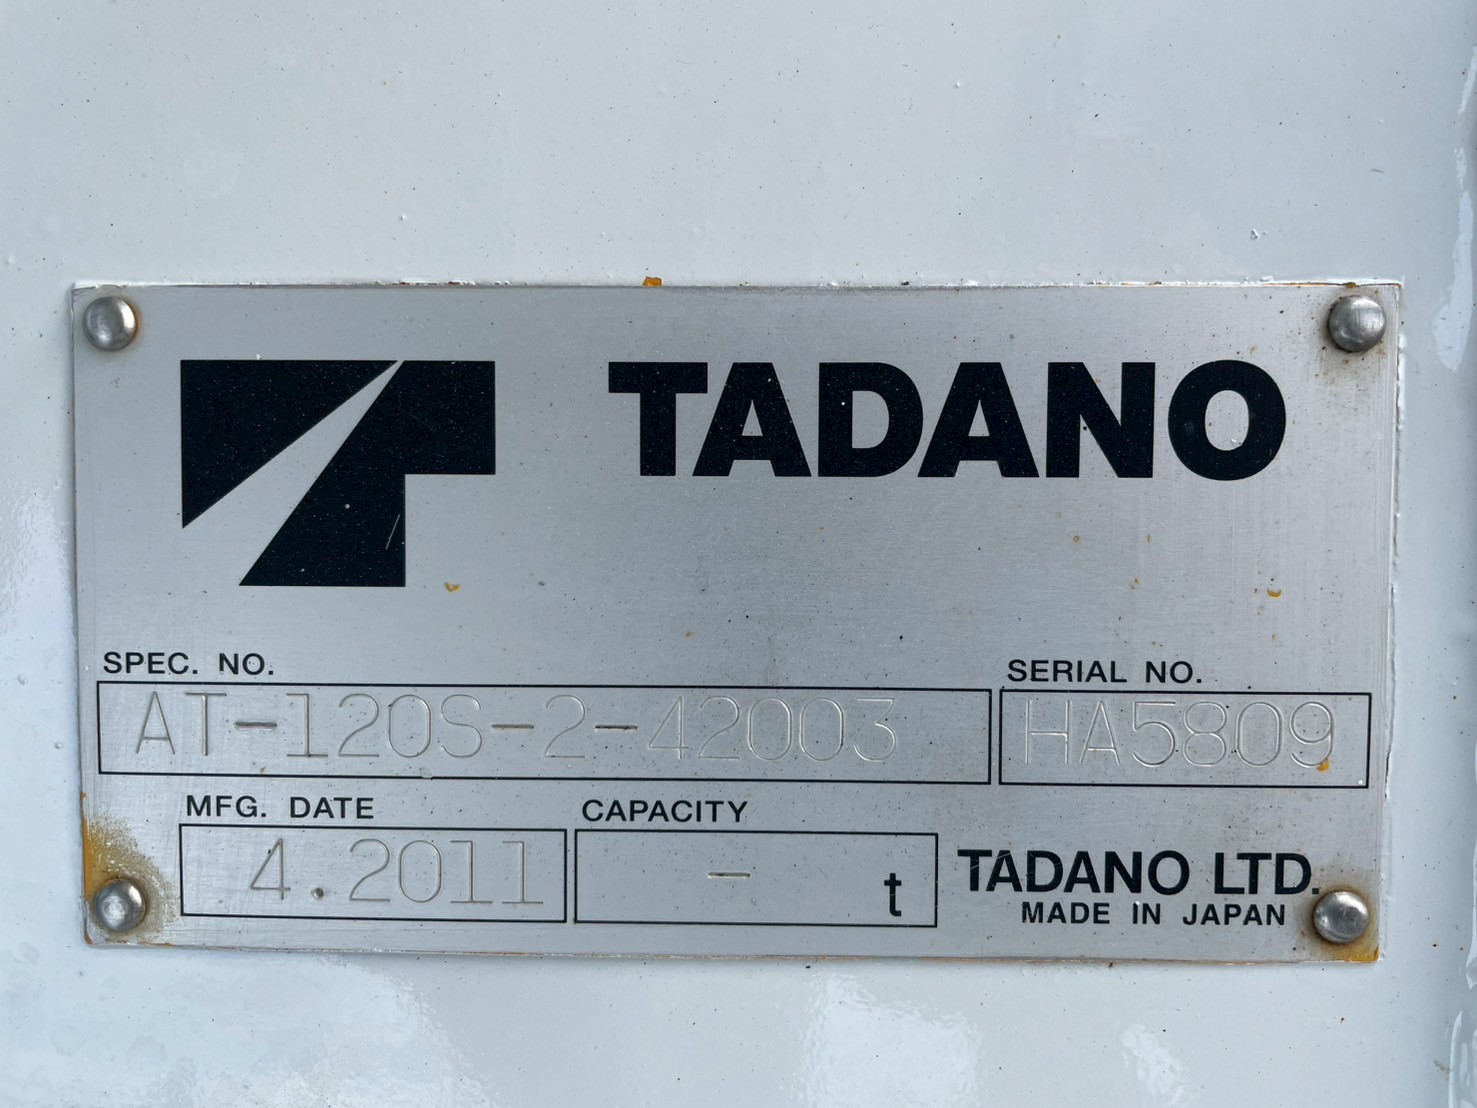 TADANO
SPEC. NO.
AT-120S-2-42003
SERIAL NO.
HA5809
MFG. DATE
4.2011
CAPACITY
- t
TADANO LTD.
MADE IN JAPAN